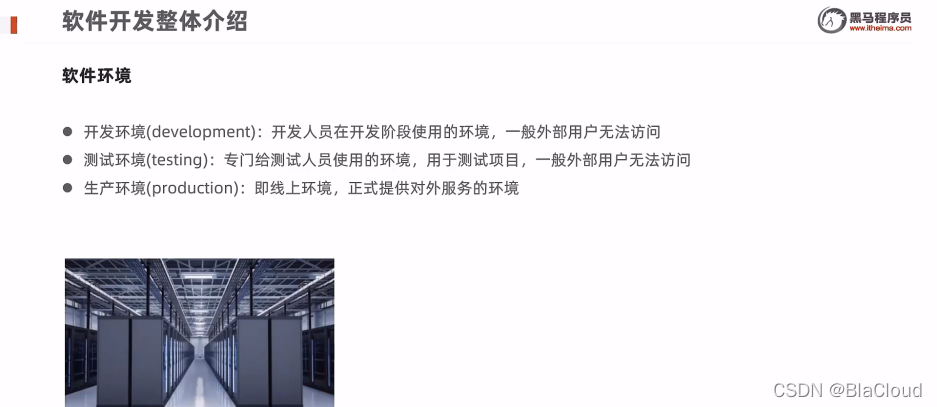 软件开发整体介绍
黑马程序员
www.itheima.com
软件环境
● 开发环境(development)：开发人员在开发阶段使用的环境，一般外部用户无法访问
● 测试环境(testing)：专门给测试人员使用的环境，用于测试项目，一般外部用户无法访问
● 生产环境(production)：即线上环境，正式提供对外服务的环境
CSDN @BlaCloud